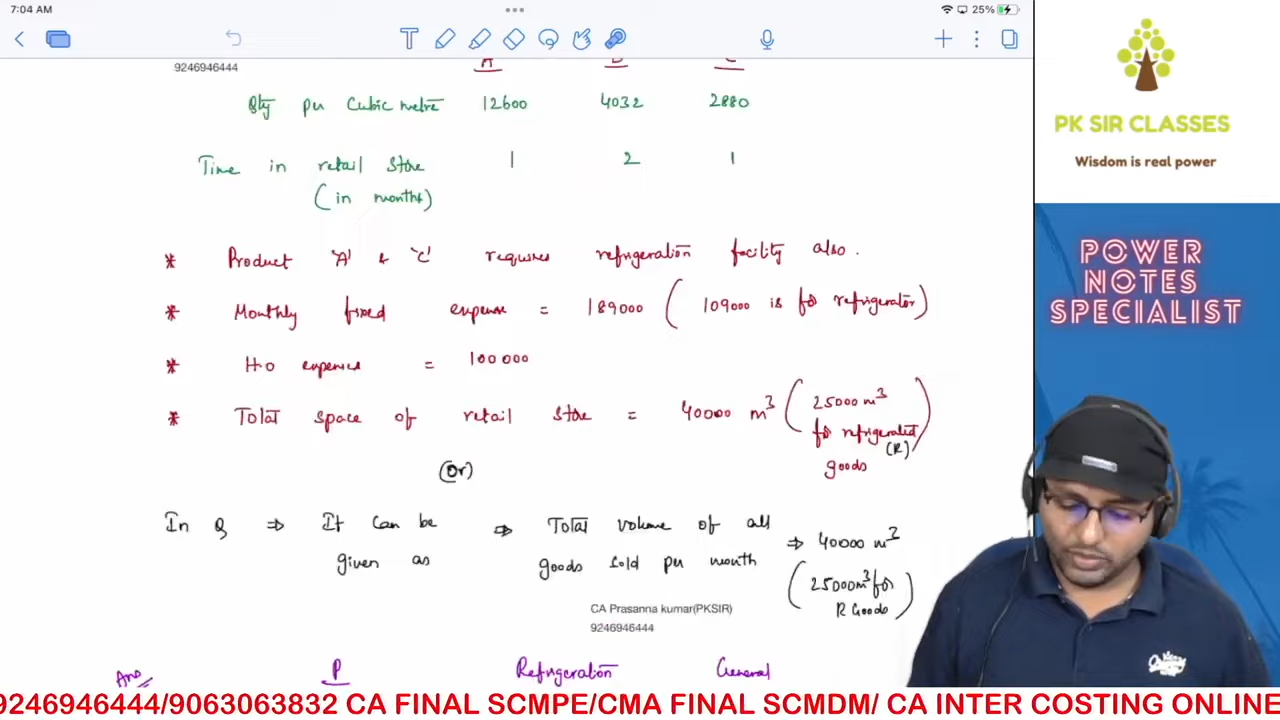 7:04 AM
25%
9246946444
A B C
Qty per Cubic metre 12600 4032 2880
Time in retail Store 1 2 1
(in months)
* Product 'A' & 'C' requires refrigeration facility also.
* Monthly fixed expense = 189000 (109000 is for refrigerator)
* H.o expenses = 100000
* Total space of retail store = 40000 m³ (25000 m³
for refrigerated
(R)
goods)
(Or)
In Q ⇒ It can be given as ⇒ Total volume of all goods sold per month ⇒ 40000 m³
(25000m³ for
R Goods)
CA Prasanna kumar(PKSIR)
9246946444
Ans P Refrigeration General
PK SIR CLASSES
Wisdom is real power
POWER
NOTES
SPECIALIST
9246946444/9063063832 CA FINAL SCMPE/CMA FINAL SCMDM/ CA INTER COSTING ONLINE